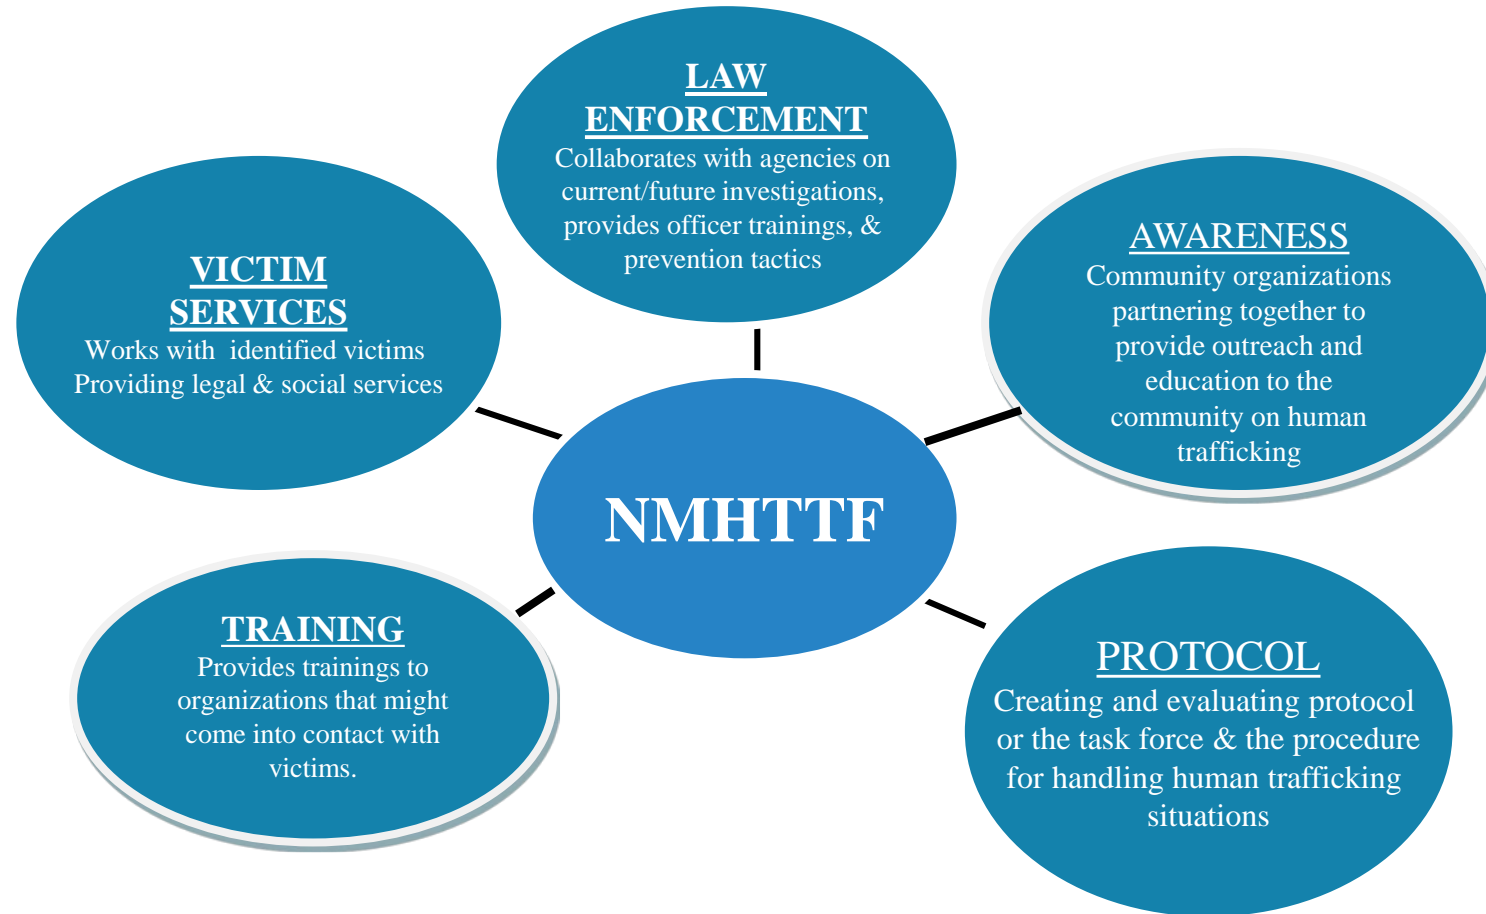 LAW
ENFORCEMENT
Collaborates with agencies on
current/future investigations,
provides officer trainings, &
prevention tactics
VICTIM
SERVICES
Works with  identified victims
Providing legal & social services
AWARENESS
Community organizations
partnering together to
provide outreach and
education to the
community on human
trafficking
NMHTTF
TRAINING
Provides trainings to
organizations that might
come into contact with
victims.
PROTOCOL
Creating and evaluating protocol
or the task force & the procedure
for handling human trafficking
situations